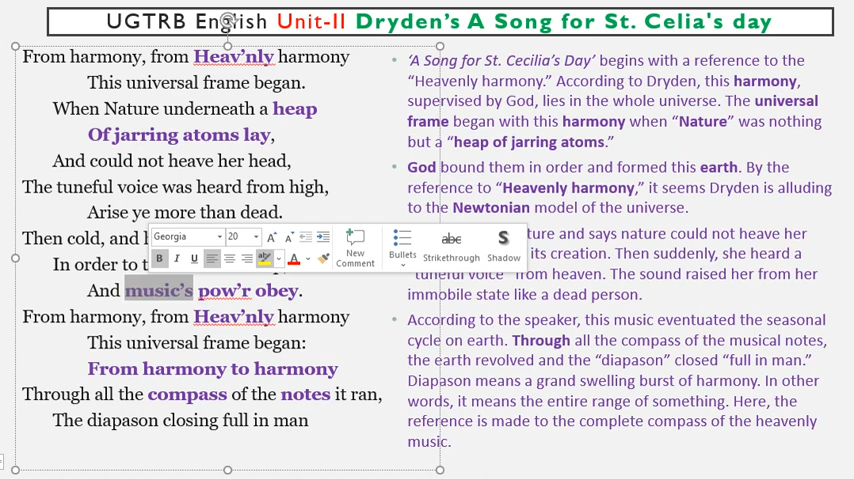 UGTRB English Unit-II Dryden's A Song for St. Celia's day
From harmony, from Heav'nly harmony
This universal frame began.
When Nature underneath a heap
Of jarring atoms lay,
And could not heave her head,
The tuneful voice was heard from high,
Arise ye more than dead.
Then cold, and h
In order to t
And music's pow'r obey.
From harmony, from Heav'nly harmony
This universal frame began:
From harmony to harmony
Through all the compass of the notes it ran,
The diapason closing full in man
• 'A Song for St. Cecilia's Day' begins with a reference to the
"Heavenly harmony." According to Dryden, this harmony,
supervised by God, lies in the whole universe. The universal
frame began with this harmony when "Nature" was nothing
but a "heap of jarring atoms."
• God bound them in order and formed this earth. By the
reference to "Heavenly harmony," it seems Dryden is alluding
to the Newtonian model of the universe.
ture and says nature could not heave her
its creation. Then suddenly, she heard a
"tuneful voice" from heaven. The sound raised her from her
immobile state like a dead person.
• According to the speaker, this music eventuated the seasonal
cycle on earth. Through all the compass of the musical notes,
the earth revolved and the "diapason" closed "full in man."
Diapason means a grand swelling burst of harmony. In other
words, it means the entire range of something. Here, the
reference is made to the complete compass of the heavenly
music.
Georgia 20 A A
B I U ab A
New
Comment
Bullets
abc
Strikethrough
S
Shadow